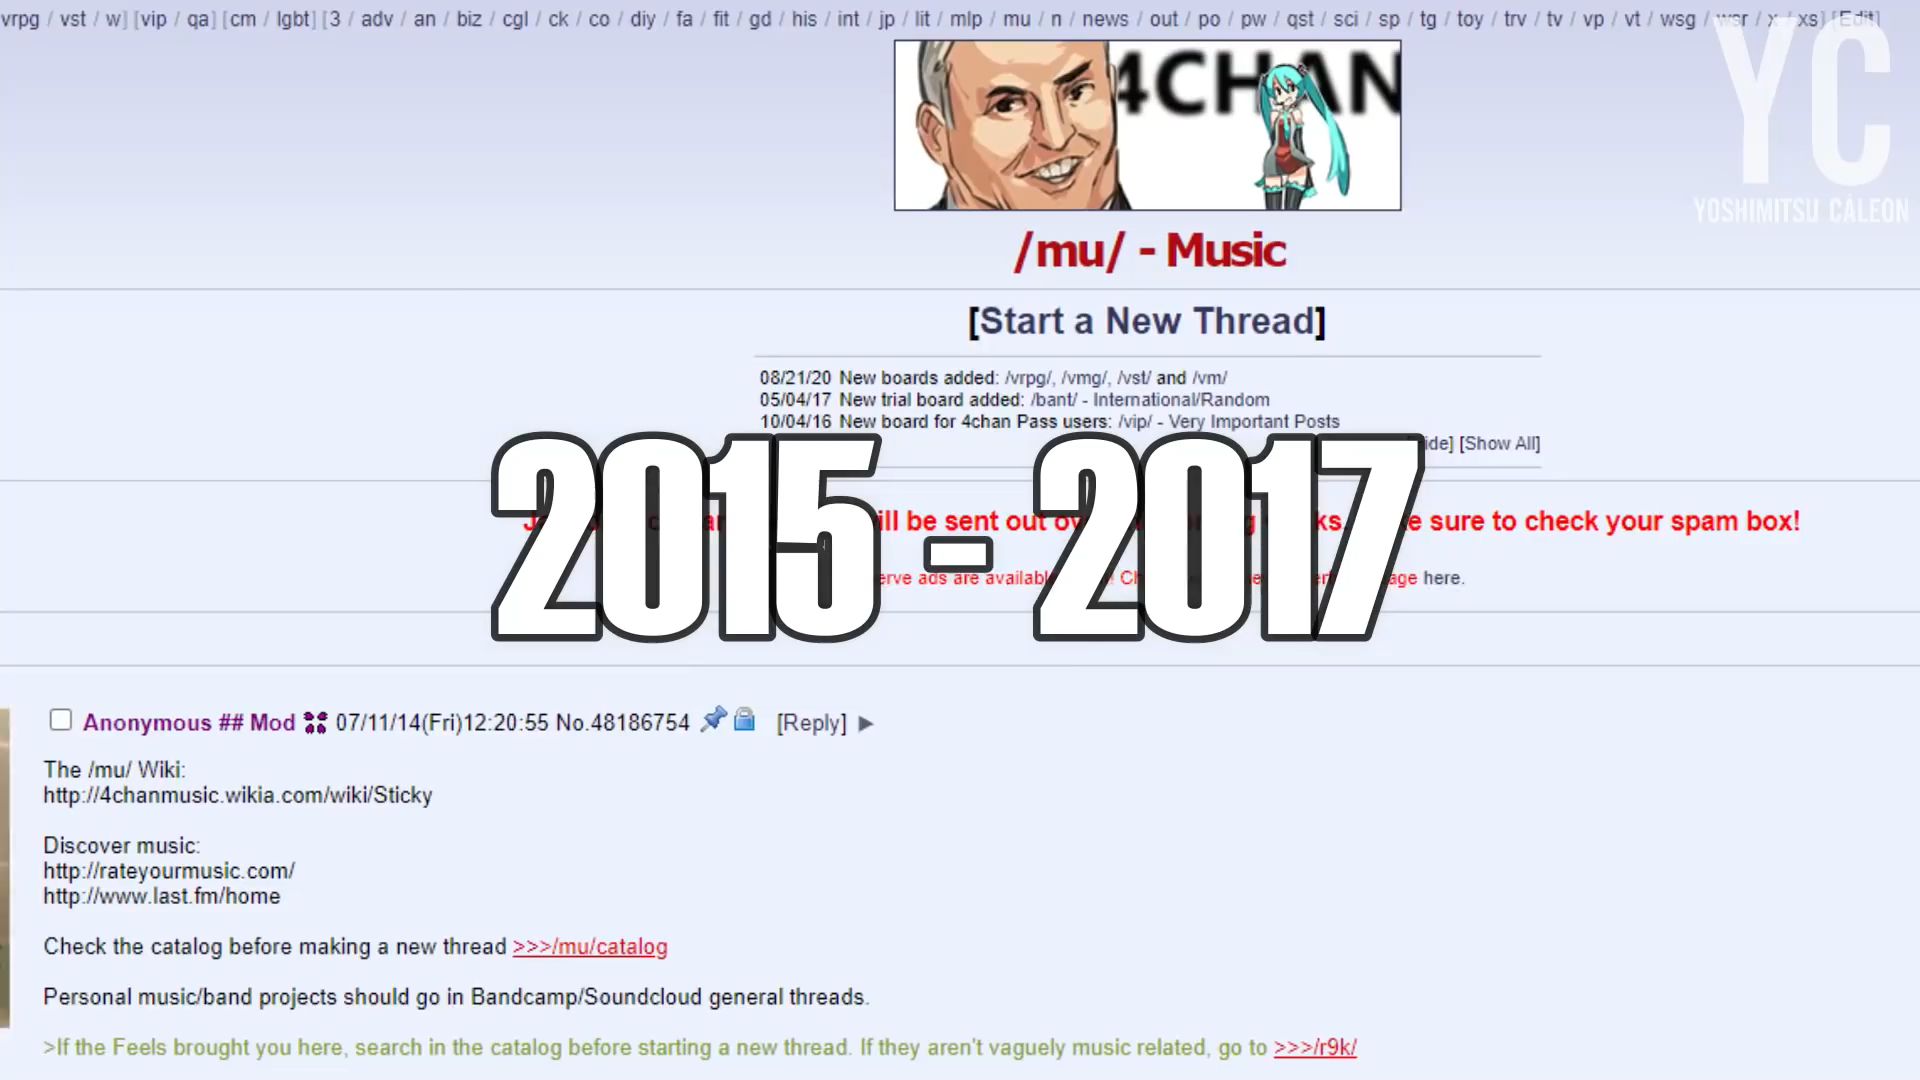 vrpg / vst / w] [vip / qa] [cm / lgbt] [3 / adv / an / biz / cgl / ck / co / diy / fa / fit / gd / his / int / jp / lit / mlp / mu / n / news / out / po / pw / qst / sci / sp / tg / toy / trv / tv / vp / vt / wsg / wsr / x / xs] [Edit]
4CHAN
YC
YOSHIMITSU CALEON
/mu/ - Music
[Start a New Thread]
08/21/20 New boards added: /vrpg/, /vmg/, /vst/ and /vm/
05/04/17 New trial board added: /bant/ - International/Random
10/04/16 New board for 4chan Pass users: /vip/ - Very Important Posts
[Show All]
be sent out sure to check your spam box!
ads are available here.
2015 - 2017
Anonymous ## Mod 07/11/14(Fri)12:20:55 No.48186754 [Reply] ▶
The /mu/ Wiki:
http://4chanmusic.wikia.com/wiki/Sticky
Discover music:
http://rateyourmusic.com/
http://www.last.fm/home
Check the catalog before making a new thread >>>/mu/catalog
Personal music/band projects should go in Bandcamp/Soundcloud general threads.
>If the Feels brought you here, search in the catalog before starting a new thread. If they aren't vaguely music related, go to >>>/r9k/